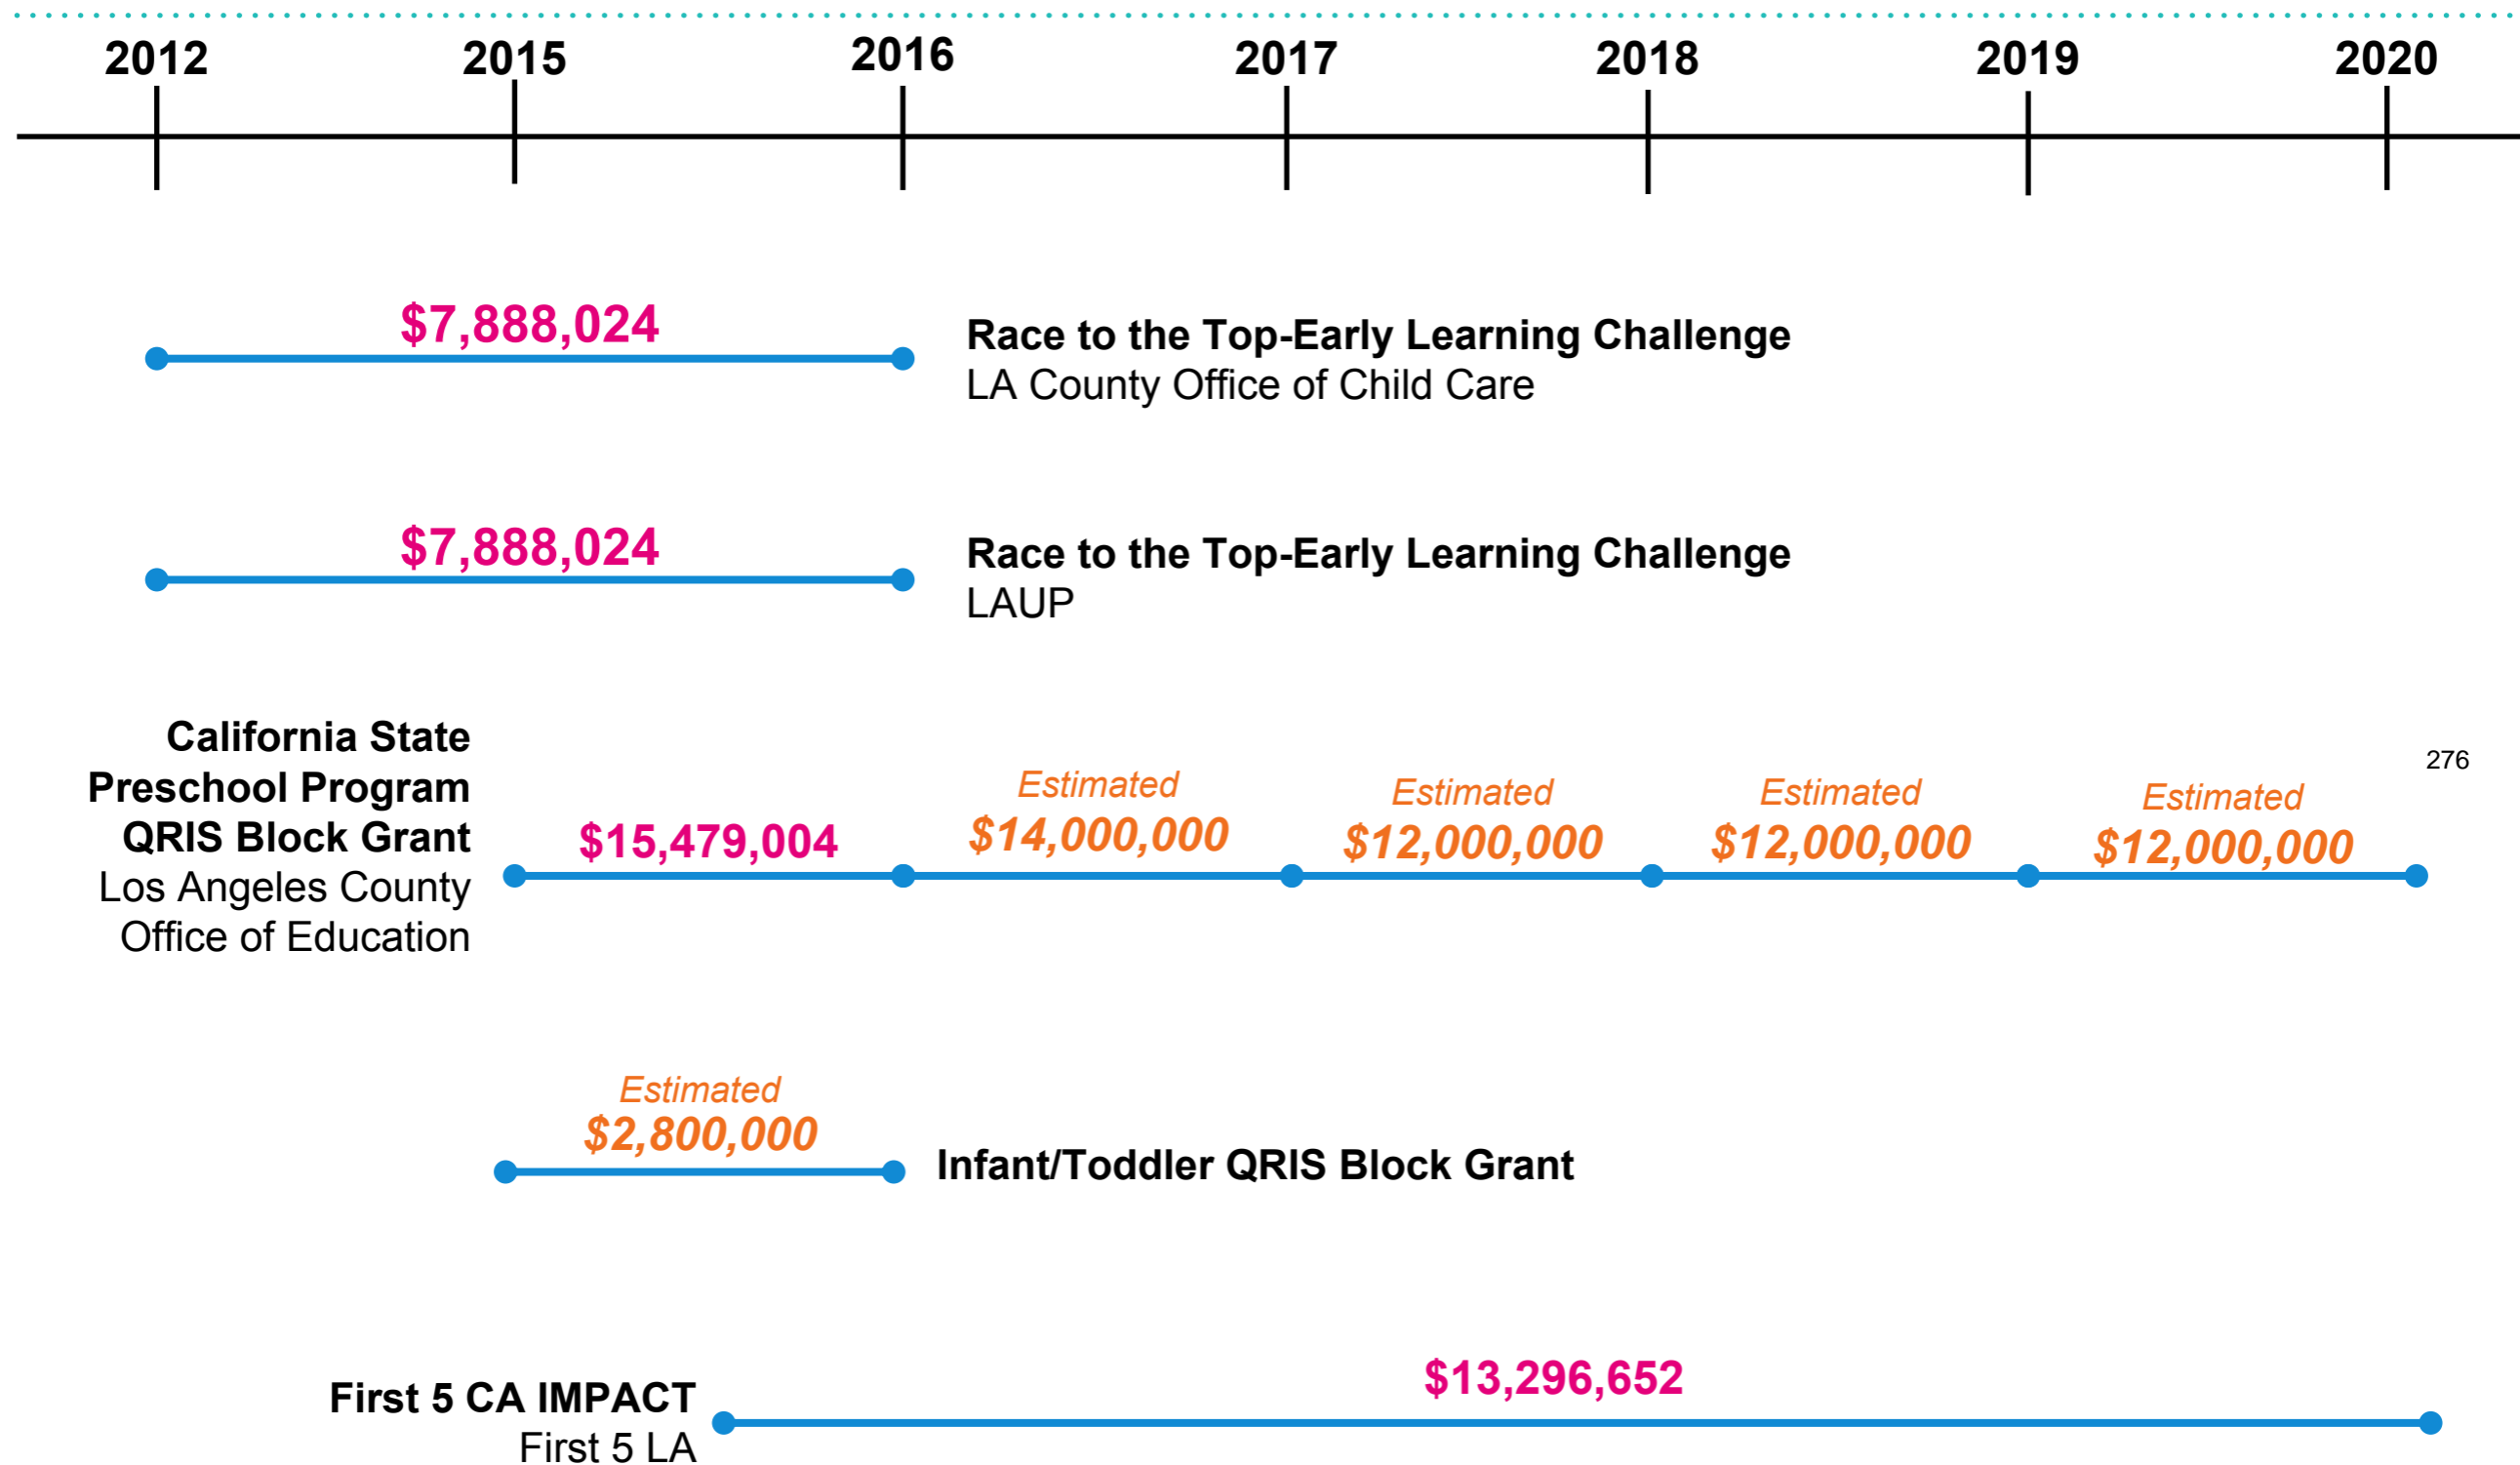 2012 2015 2016 2017 2018 2019 2020
$7,888,024
Race to the Top-Early Learning Challenge
LA County Office of Child Care
$7,888,024
Race to the Top-Early Learning Challenge
LAUP
California State
Preschool Program
QRIS Block Grant
Los Angeles County
Office of Education
$15,479,004
Estimated
$14,000,000
Estimated
$12,000,000
Estimated
$12,000,000
Estimated
$12,000,000
276
Estimated
$2,800,000
Infant/Toddler QRIS Block Grant
First 5 CA IMPACT
First 5 LA
$13,296,652